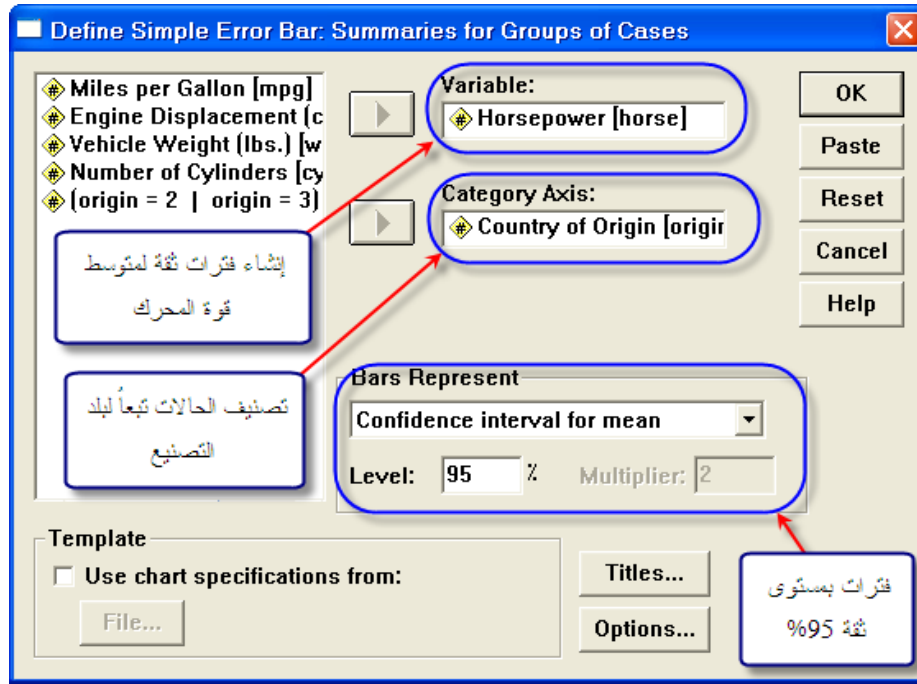 Define Simple Error Bar: Summaries for Groups of Cases
Miles per Gallon [mpg]
Engine Displacement (c
Vehicle Weight (lbs.) [w
Number of Cylinders [cy
(origin = 2 | origin = 3)
Variable:
Horsepower [horse]
Category Axis:
Country of Origin [origin
OK
Paste
Reset
Cancel
Help
إنشاء فترات ثقة لمتوسط
قوة المحرك
تصنيف الحالات تبعاً لبلد
التصنيع
Bars Represent
Confidence interval for mean
Level: 95 % Multiplier: 2
Template
Use chart specifications from:
File...
Titles...
Options...
فترات بمستوى
ثقة 95%